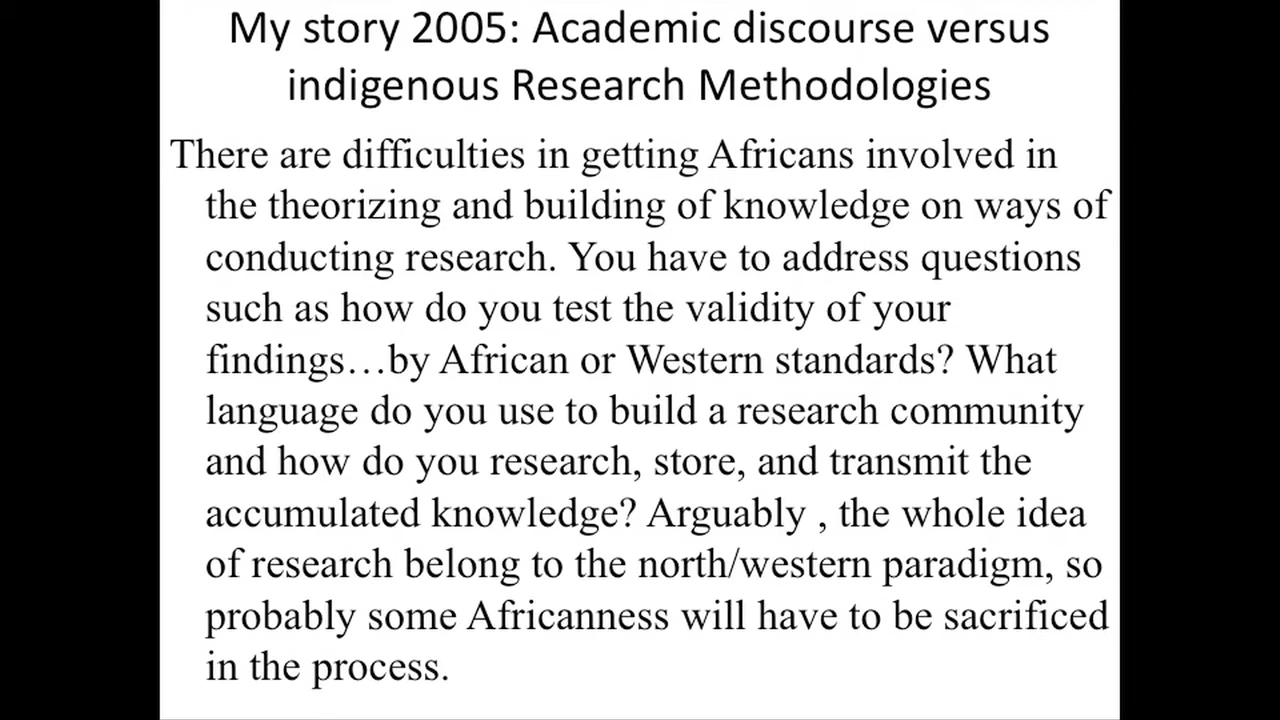 My story 2005: Academic discourse versus
indigenous Research Methodologies
There are difficulties in getting Africans involved in
the theorizing and building of knowledge on ways of
conducting research. You have to address questions
such as how do you test the validity of your
findings…by African or Western standards? What
language do you use to build a research community
and how do you research, store, and transmit the
accumulated knowledge? Arguably , the whole idea
of research belong to the north/western paradigm, so
probably some Africanness will have to be sacrificed
in the process.